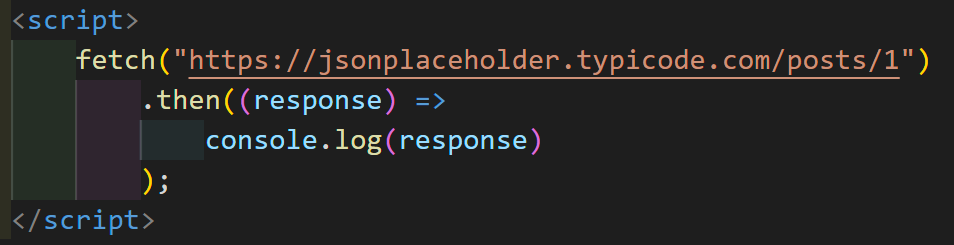 <script>
    fetch("https://jsonplaceholder.typicode.com/posts/1")
        .then((response) =>
            console.log(response)
        );
</script>